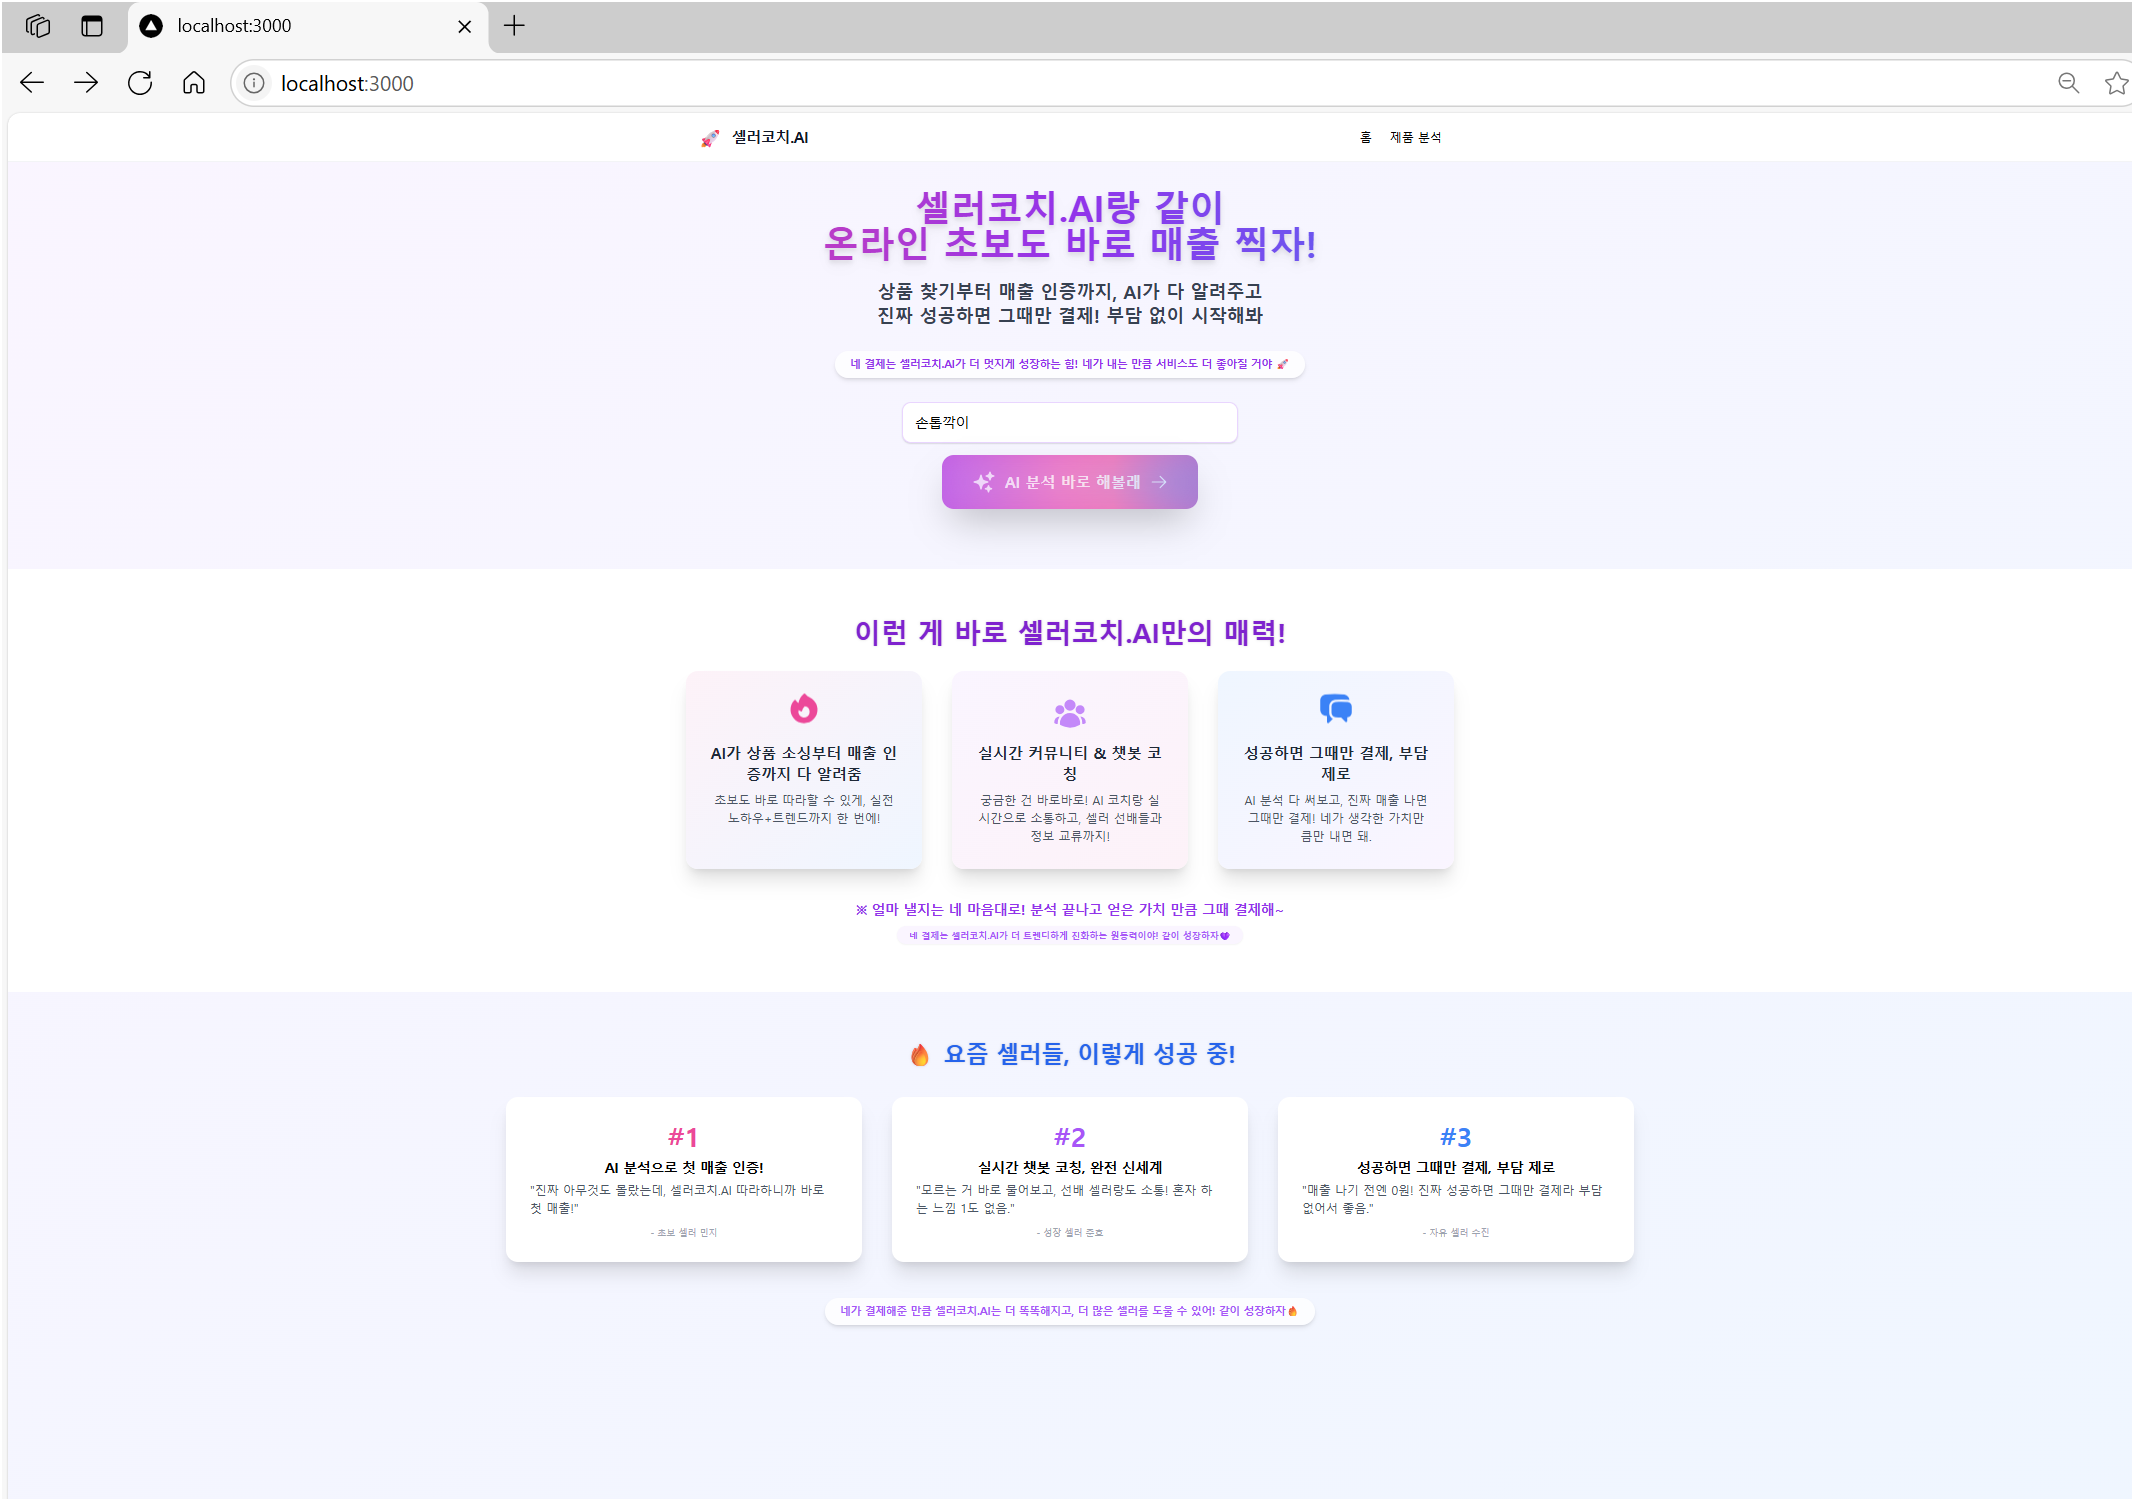 localhost:3000
localhost:3000
🚀 셀러코치.AI
홈 제품 분석
셀러코치.AI랑 같이
온라인 초보도 바로 매출 찍자!
상품 찾기부터 매출 인증까지, AI가 다 알려주고
진짜 성공하면 그때만 결제! 부담 없이 시작해봐
네 결제는 셀러코치.AI가 더 멋지게 성장하는 힘! 네가 내는 만큼 서비스도 더 좋아질 거야 🚀
손톱깍이
AI 분석 바로 해볼래 →
이런 게 바로 셀러코치.AI만의 매력!
AI가 상품 소싱부터 매출 인
증까지 다 알려줌
초보도 바로 따라할 수 있게, 실전
노하우+트렌드까지 한 번에!
실시간 커뮤니티 & 챗봇 코
칭
궁금한 건 바로바로! AI 코치랑 실
시간으로 소통하고, 셀러 선배들과
정보 교류까지!
성공하면 그때만 결제, 부담
제로
AI 분석 다 써보고, 진짜 매출 나면
그때만 결제! 네가 생각한 가치만
큼만 내면 돼.
※ 얼마 낼지는 네 마음대로! 분석 끝나고 얻은 가치 만큼 그때 결제해~
네 결제는 셀러코치.AI가 더 트렌디하게 진화하는 원동력이야! 같이 성장하자💜
🔥 요즘 셀러들, 이렇게 성공 중!
#1
AI 분석으로 첫 매출 인증!
"진짜 아무것도 몰랐는데, 셀러코치.AI 따라하니까 바로
첫 매출!"
- 초보 셀러 민지
#2
실시간 챗봇 코칭, 완전 신세계
"모르는 거 바로 물어보고, 선배 셀러랑도 소통! 혼자 하
는 느낌 1도 없음."
- 성장 셀러 준호
#3
성공하면 그때만 결제, 부담 제로
"매출 나기 전엔 0원! 진짜 성공하면 그때만 결제라 부담
없어서 좋음."
- 자유 셀러 수진
네가 결제해준 만큼 셀러코치.AI는 더 똑똑해지고, 더 많은 셀러를 도울 수 있어! 같이 성장하자🔥